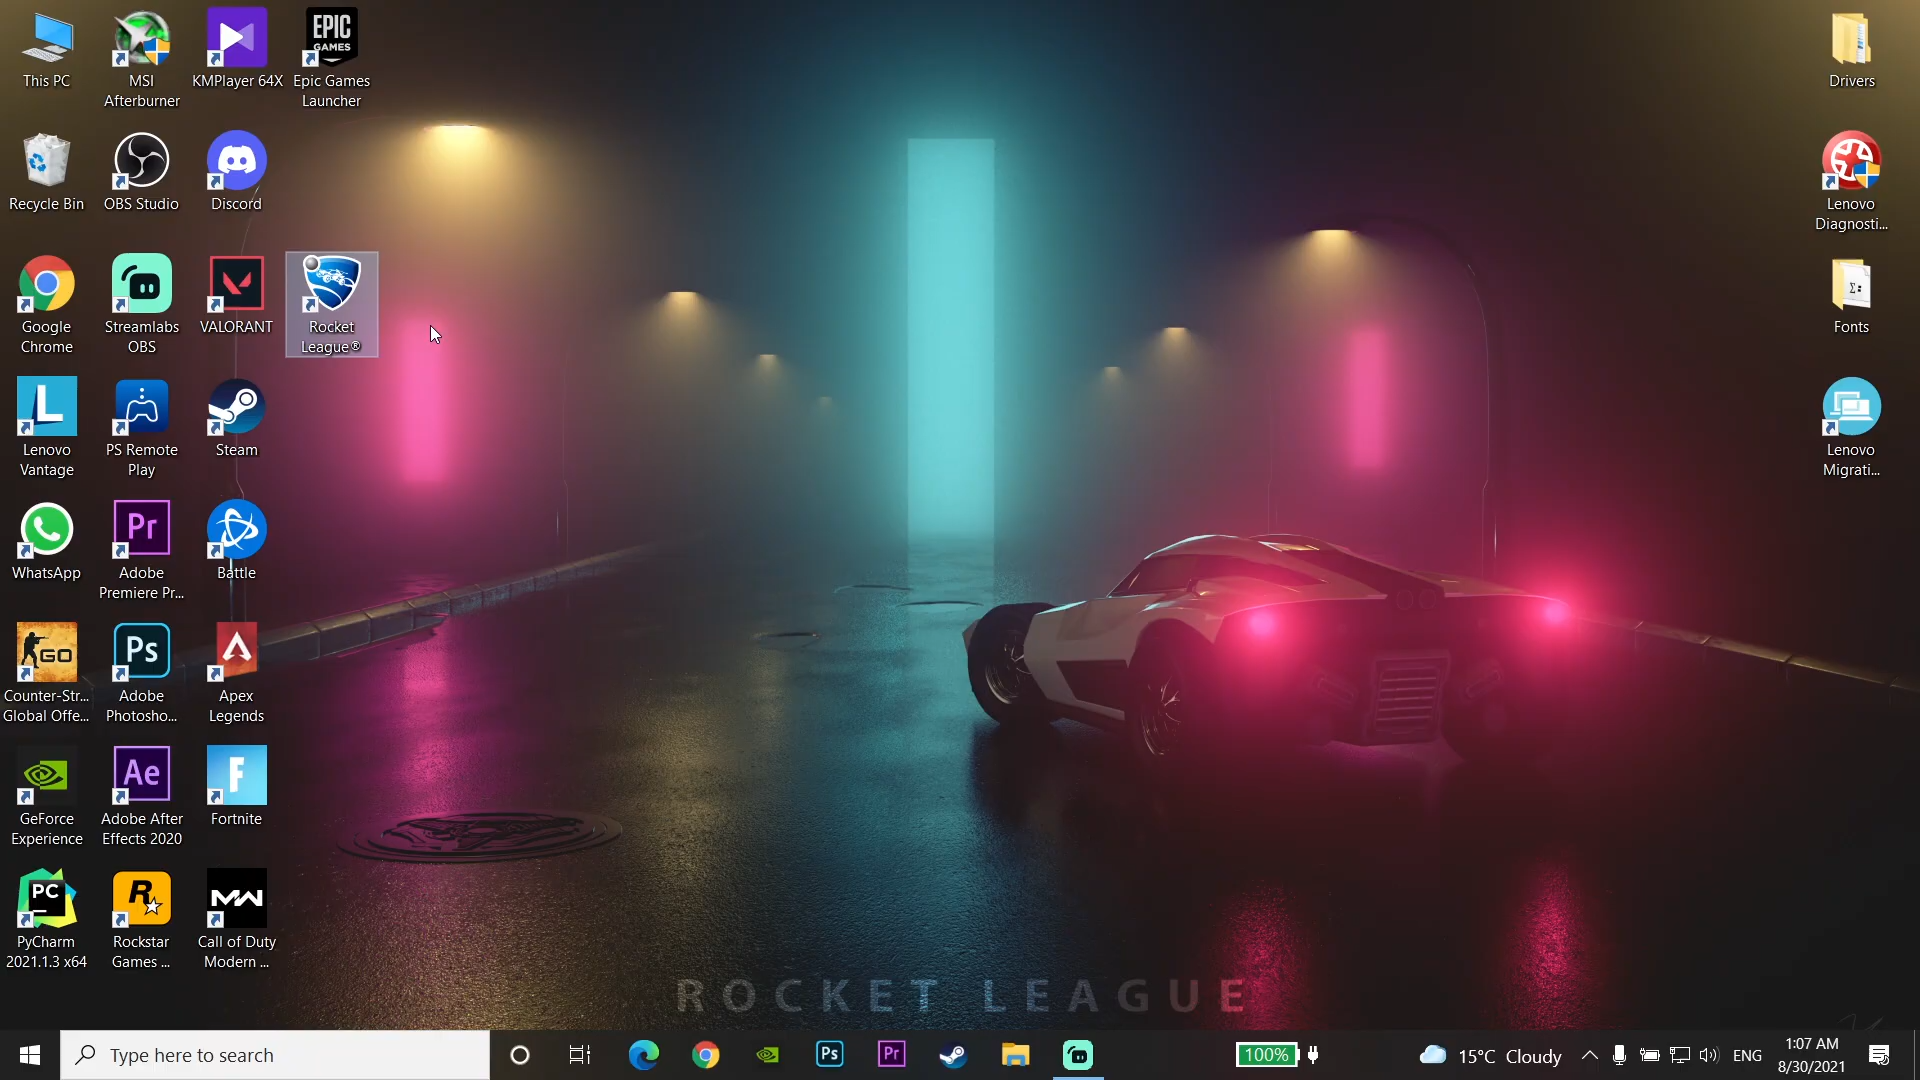 This PC
MSI
Afterburner
KMPlayer 64X
EPIC
GAMES
Epic Games
Launcher
Drivers
Recycle Bin
OBS Studio
Discord
Lenovo
Diagnosti...
Google
Chrome
Streamlabs
OBS
VALORANT
Rocket
League®
Fonts
L
Lenovo
Vantage
PS Remote
Play
Steam
Lenovo
Migrati...
WhatsApp
Pr
Adobe
Premiere Pr...
Battle
GO
Counter-Str...
Global Offe...
Ps
Adobe
Photosho...
Apex
Legends
GeForce
Experience
Ae
Adobe After
Effects 2020
F
Fortnite
PC
PyCharm
2021.1.3 x64
R
Rockstar
Games ...
MW
Call of Duty
Modern ...
ROCKET LEAGUE
Type here to search
Ps
Pr
100%
15°C Cloudy
ENG
1:07 AM
8/30/2021